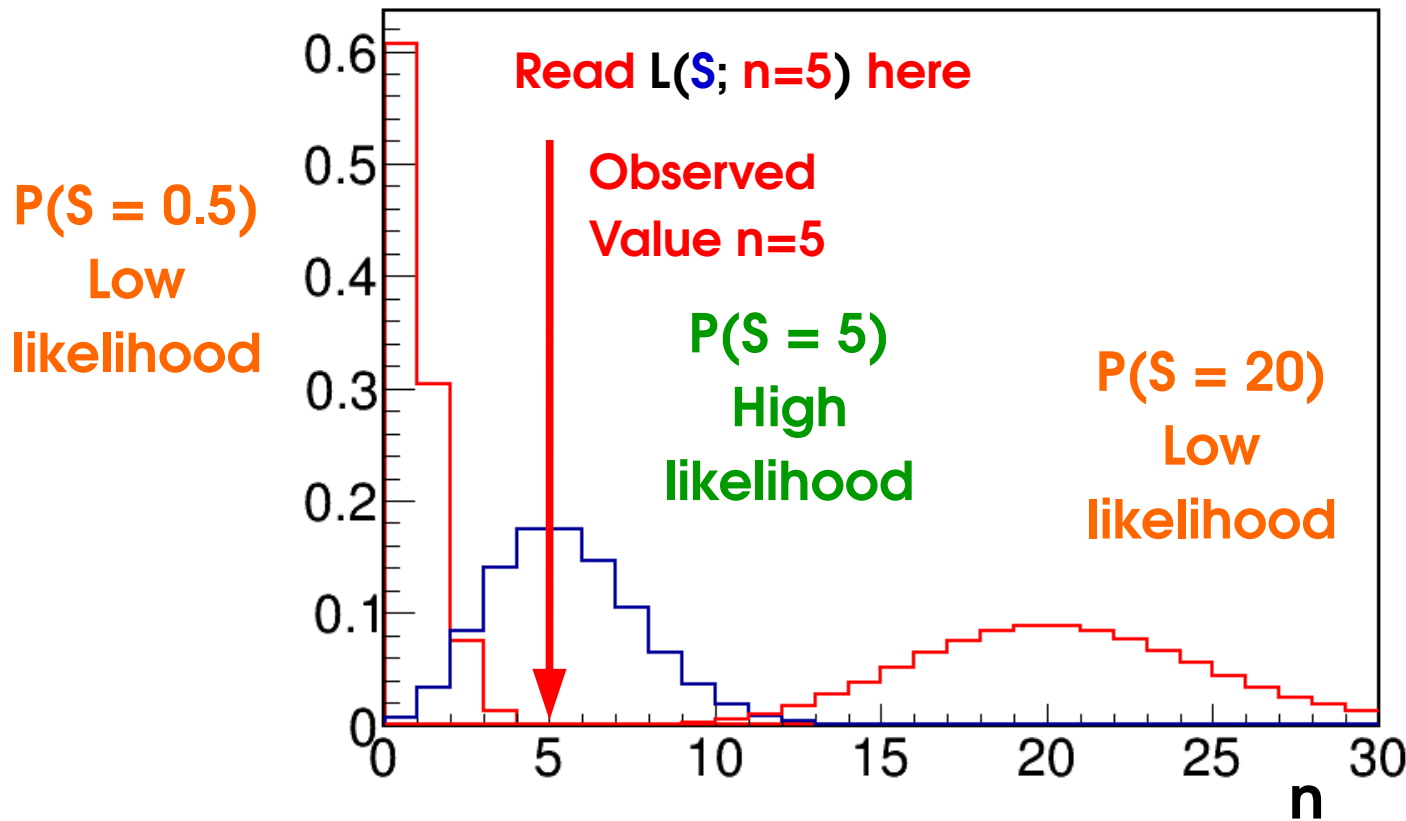 Read L(S; n=5) here
Observed
Value n=5
P(S = 0.5)
Low
likelihood
P(S = 5)
High
likelihood
P(S = 20)
Low
likelihood
0.6
0.5
0.4
0.3
0.2
0.1
0
0 5 10 15 20 25 30
n